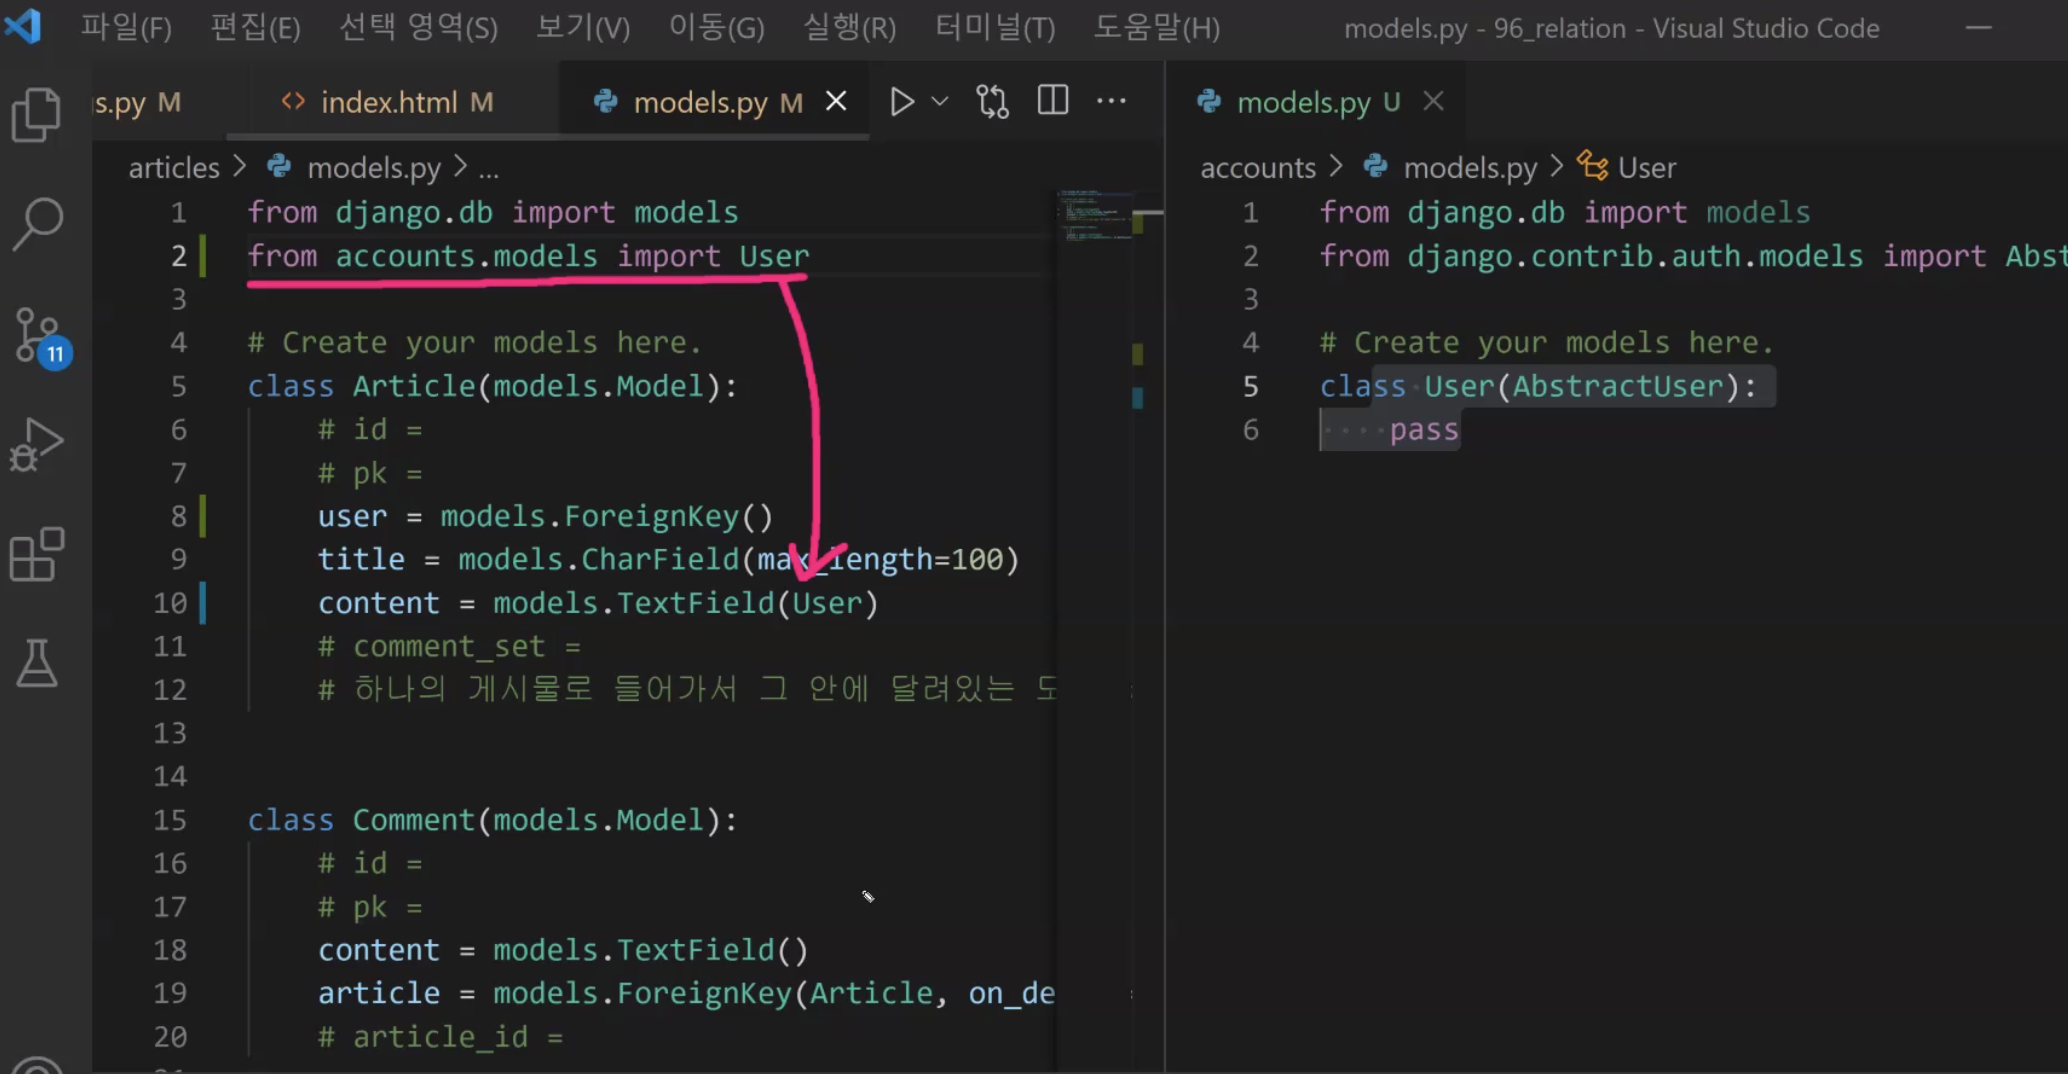 파일(F) 편집(E) 선택 영역(S) 보기(V) 이동(G) 실행(R) 터미널(T) 도움말(H) models.py - 96_relation - Visual Studio Code
s.py M index.html M models.py M
articles > models.py > ...
1 from django.db import models
2 from accounts.models import User
3
4 # Create your models here.
5 class Article(models.Model):
6 # id =
7 # pk =
8 user = models.ForeignKey()
9 title = models.CharField(max_length=100)
10 content = models.TextField(User)
11 # comment_set =
12 # 하나의 게시물로 들어가서 그 안에 달려있는
13
14
15 class Comment(models.Model):
16 # id =
17 # pk =
18 content = models.TextField()
19 article = models.ForeignKey(Article, on_de
20 # article_id =
11
models.py U
accounts > models.py > User
1 from django.db import models
2 from django.contrib.auth.models import Abst
3
4 # Create your models here.
5 class User(AbstractUser):
6 pass